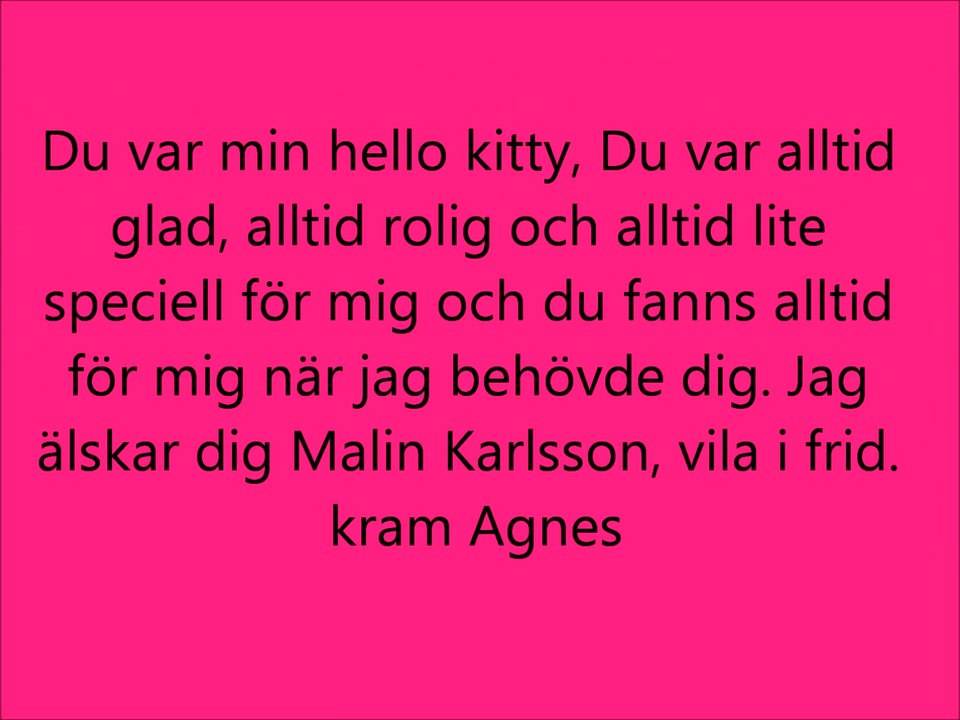 Du var min hello kitty, Du var alltid
glad, alltid rolig och alltid lite
speciell för mig och du fanns alltid
för mig när jag behövde dig. Jag
älskar dig Malin Karlsson, vila i frid.
kram Agnes